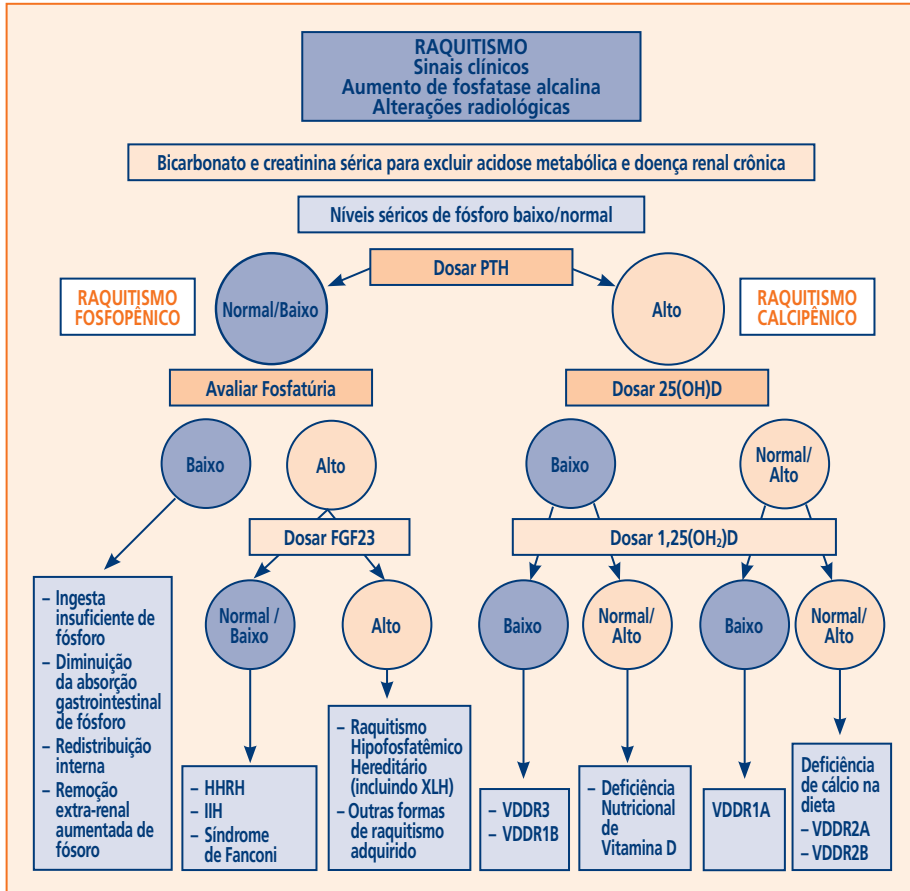 RAQUITISMO
Sinais clínicos
Aumento de fosfatase alcalina
Alterações radiológicas
Bicarbonato e creatinina sérica para excluir acidose metabólica e doença renal crônica
Níveis séricos de fósforo baixo/normal
Dosar PTH
RAQUITISMO
FOSFOPÊNICO
Normal/Baixo
Alto
RAQUITISMO
CALCIPÊNICO
Avaliar Fosfatúria
Dosar 25(OH)D
Baixo
Alto
Baixo
Normal/
Alto
Dosar FGF23
Dosar 1,25(OH₂)D
– Ingesta
insuficiente de
fósforo
– Diminuição
da absorção
gastrointestinal
de fósforo
– Redistribuição
interna
– Remoção
extra-renal
aumentada de
fósoro
Normal /
Baixo
Alto
Baixo
Normal/
Alto
Baixo
Normal/
Alto
– HHRH
– IIH
– Síndrome
de Fanconi
– Raquitismo
Hipofosfatêmico
Hereditário
(incluindo XLH)
– Outras formas
de raquitismo
adquirido
– VDDR3
– VDDR1B
– Deficiência
Nutricional
de
Vitamina D
VDDR1A
Deficiência
de cálcio na
dieta
– VDDR2A
– VDDR2B